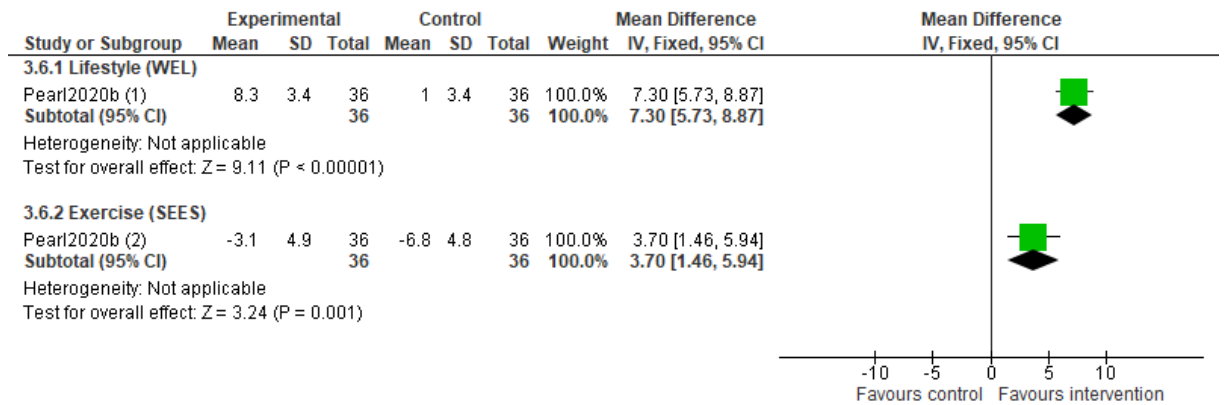 Experimental Control Mean Difference Mean Difference
Study or Subgroup Mean SD Total Mean SD Total Weight IV, Fixed, 95% CI IV, Fixed, 95% CI
3.6.1 Lifestyle (WEL)
Pearl2020b (1) 8.3 3.4 36 1 3.4 36 100.0% 7.30 [5.73, 8.87]
Subtotal (95% CI) 36 36 100.0% 7.30 [5.73, 8.87]
Heterogeneity: Not applicable
Test for overall effect: Z = 9.11 (P < 0.00001)
3.6.2 Exercise (SEES)
Pearl2020b (2) -3.1 4.9 36 -6.8 4.8 36 100.0% 3.70 [1.46, 5.94]
Subtotal (95% CI) 36 36 100.0% 3.70 [1.46, 5.94]
Heterogeneity: Not applicable
Test for overall effect: Z = 3.24 (P = 0.001)
-10 -5 0 5 10
Favours control Favours intervention